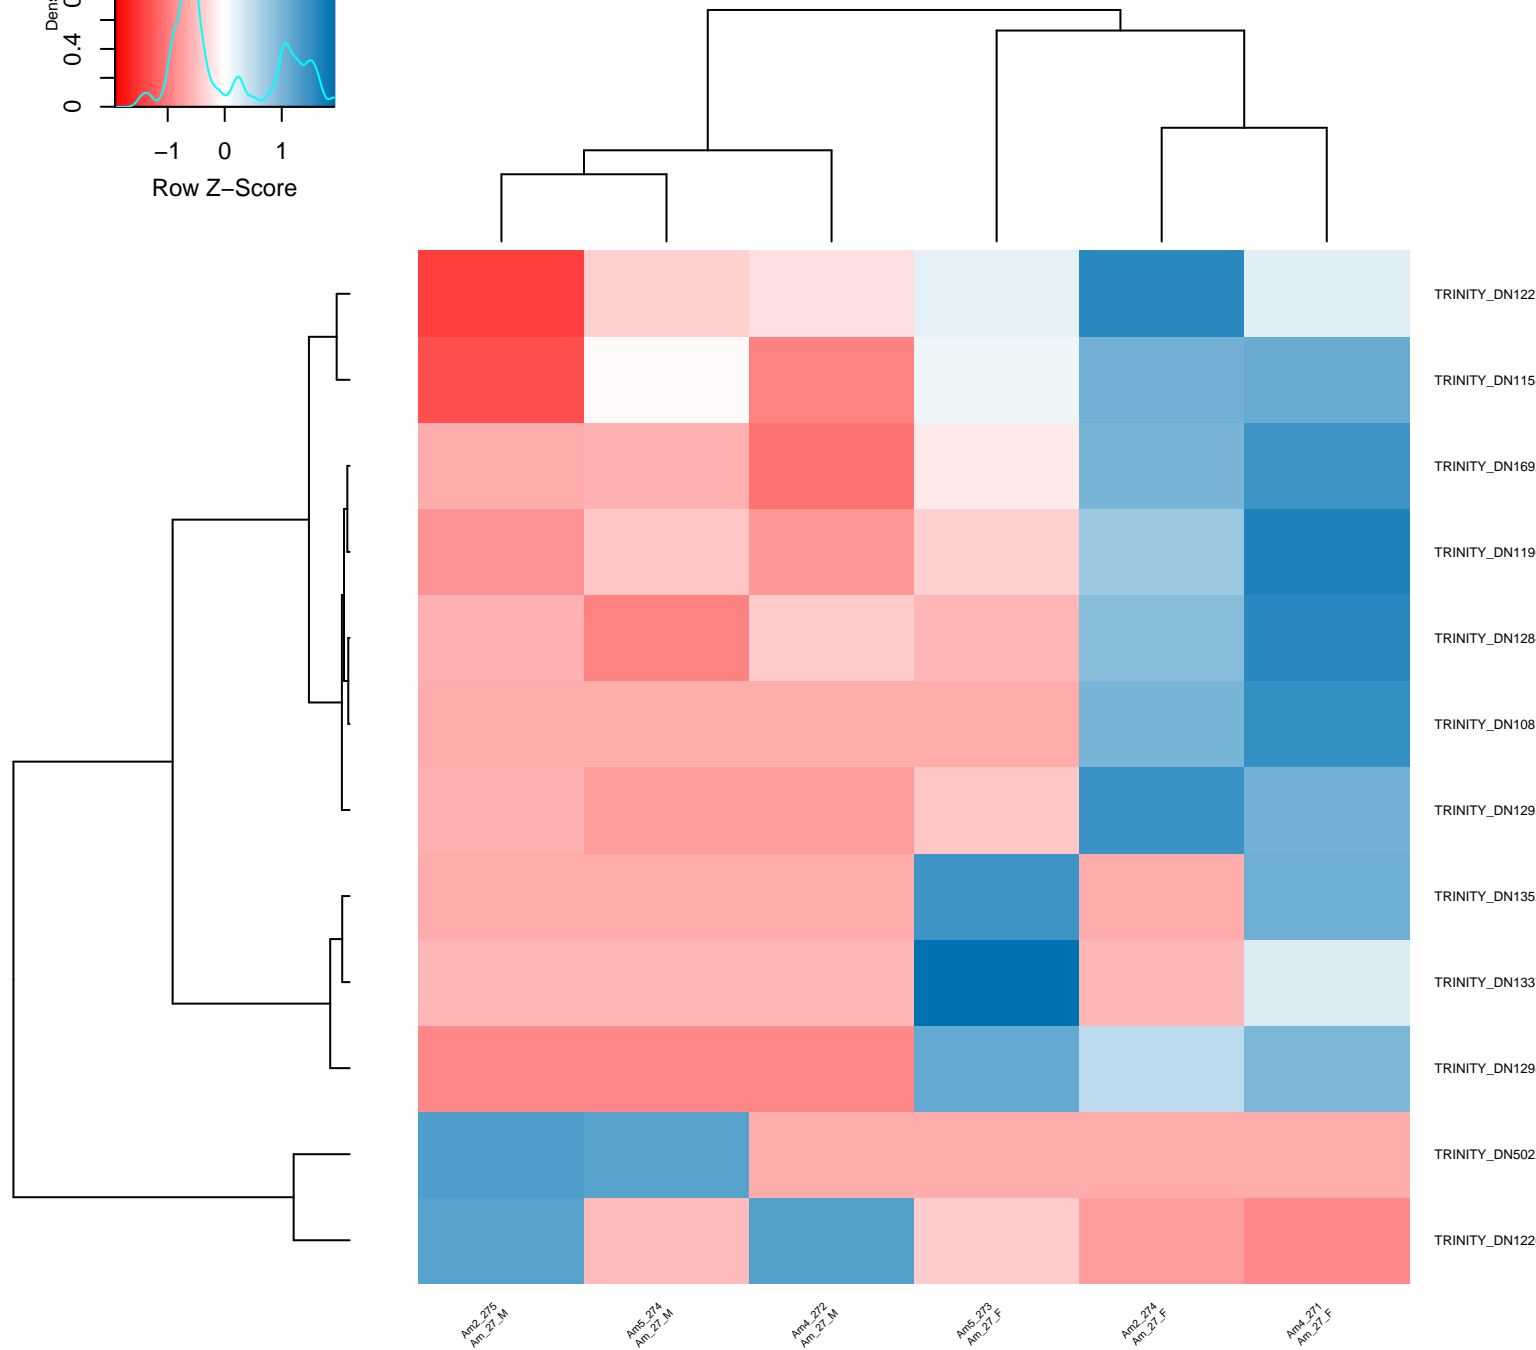 Dens
0.4
0
−1 0 1
Row Z−Score
TRINITY_DN122
TRINITY_DN115
TRINITY_DN169
TRINITY_DN119
TRINITY_DN128
TRINITY_DN108
TRINITY_DN129
TRINITY_DN135
TRINITY_DN133
TRINITY_DN129
TRINITY_DN502
TRINITY_DN122
Am2_275
Am_27_M
Am5_274
Am_27_M
Am4_272
Am_27_M
Am5_273
Am_27_F
Am2_274
Am_27_F
Am4_271
Am_27_F